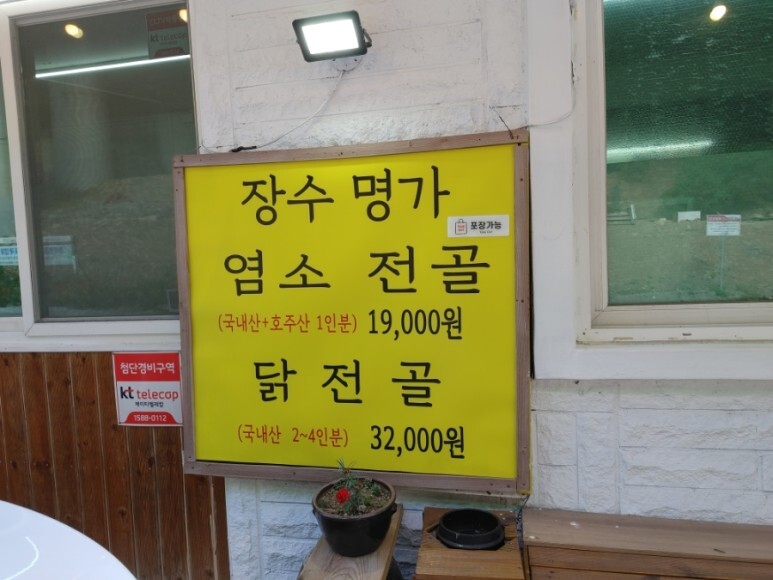 장수 명가
포장가능
염소 전골
(국내산+호주산 1인분) 19,000원
닭 전골
(국내산 2~4인분) 32,000원
첨단경비구역
kt telecop
1588-0112
kt telecop